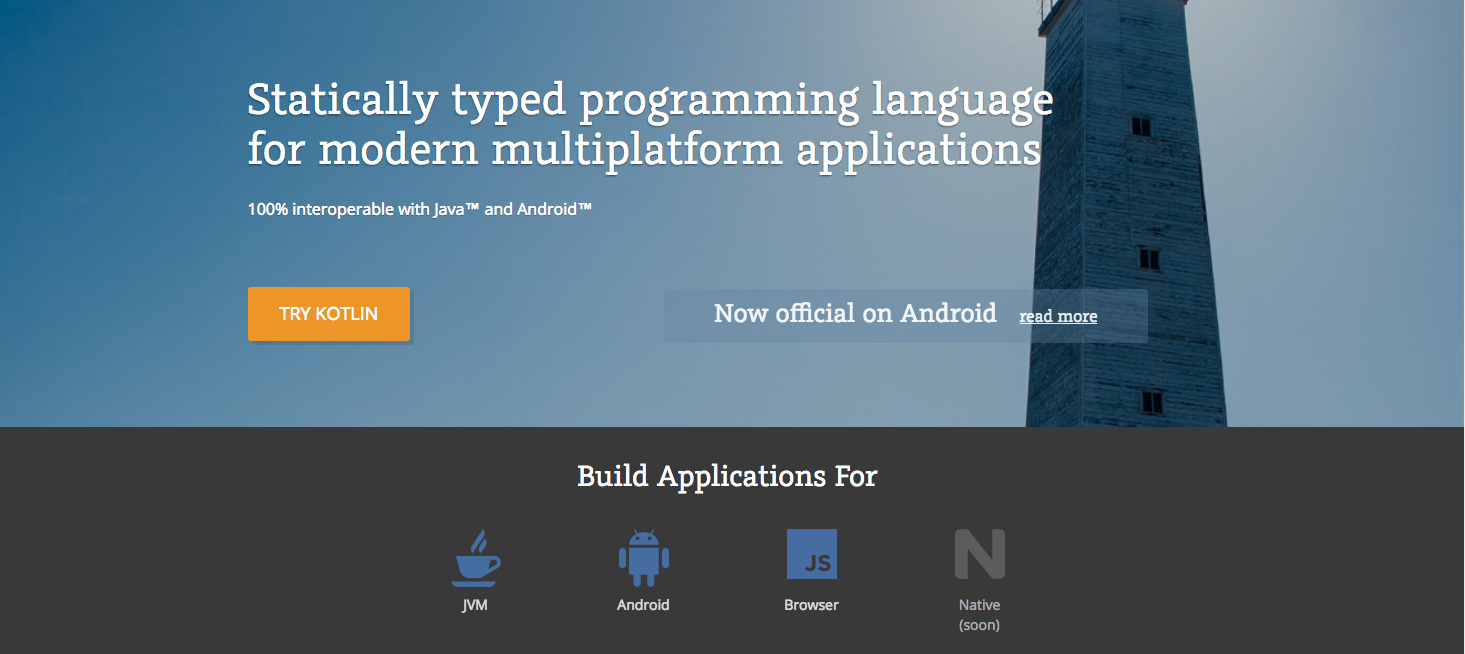 Statically typed programming language
for modern multiplatform applications
100% interoperable with Java™ and Android™
TRY KOTLIN
Now official on Android read more
Build Applications For
JS
N
JVM
Android
Browser
Native
(soon)